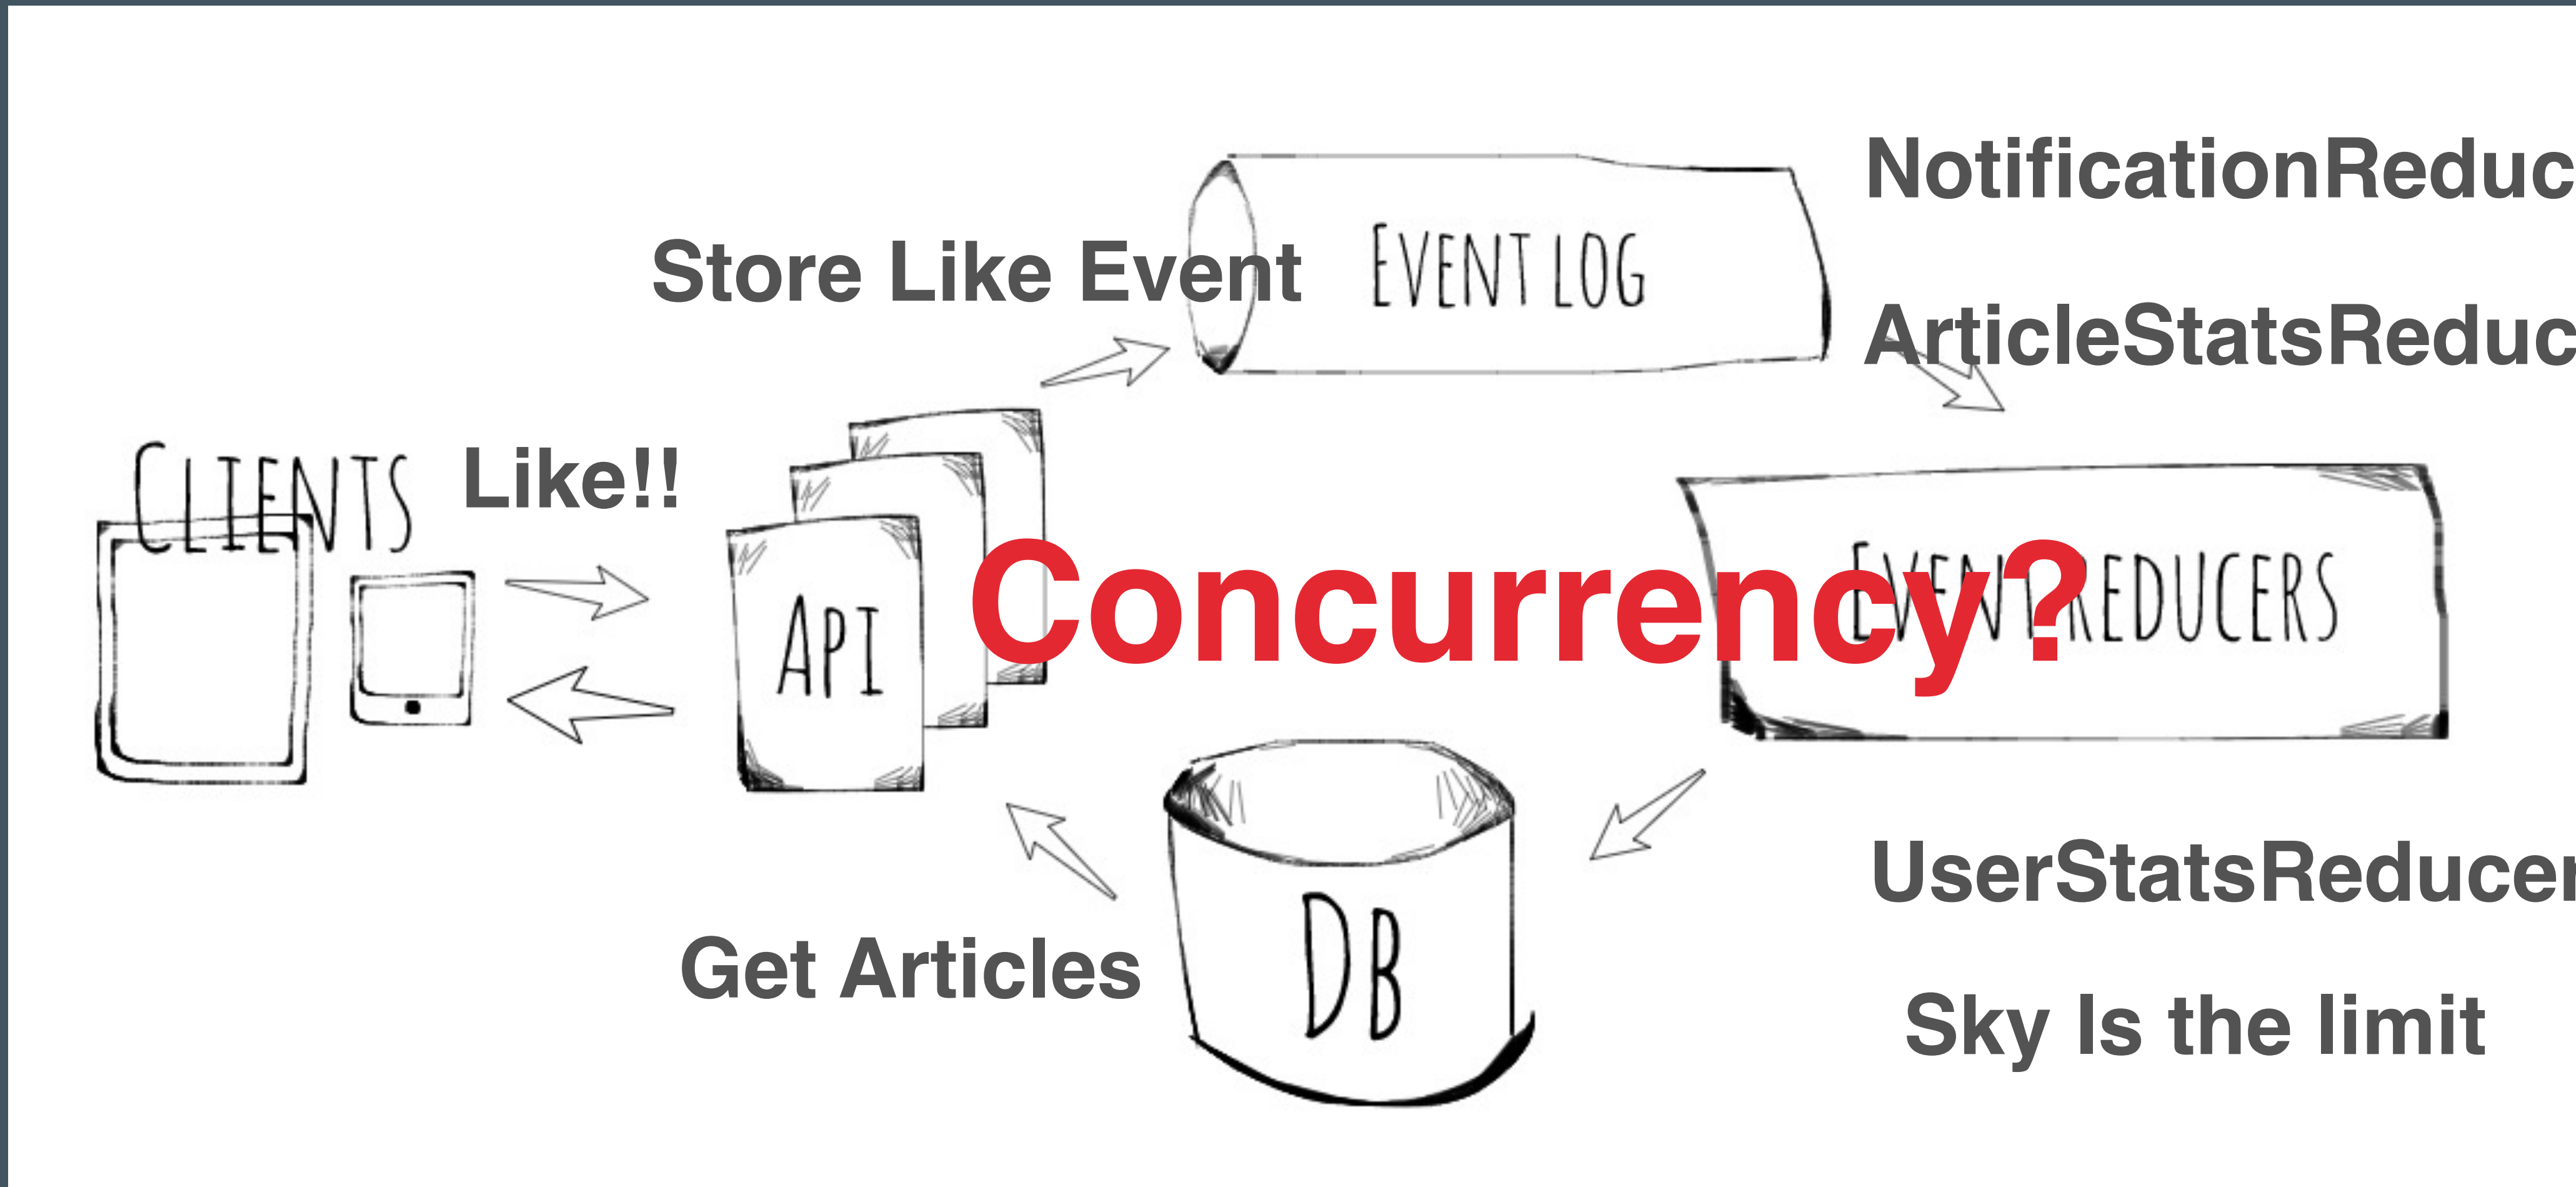 NotificationReduc
Store Like Event
EVENT LOG
ArticleStatsReduc
CLIENTS
Like!!
API
Concurrency?
EVENT REDUCERS
UserStatsReducer
DB
Get Articles
Sky Is the limit